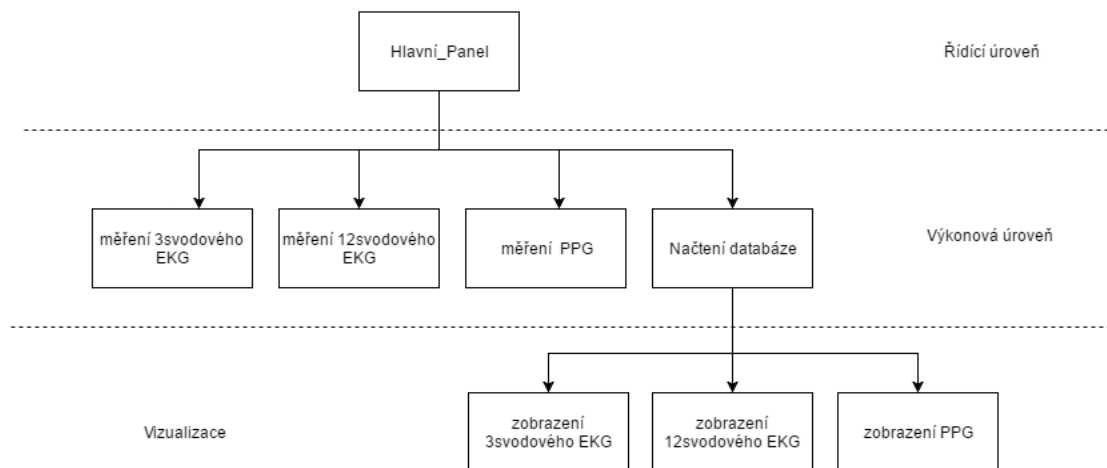 Hlavní_Panel
Řídící úroveň
měření 3svodového
EKG
měření 12svodového
EKG
měření PPG
Načtení databáze
Výkonová úroveň
Vizualizace
zobrazení
3svodového EKG
zobrazení
12svodového EKG
zobrazení PPG